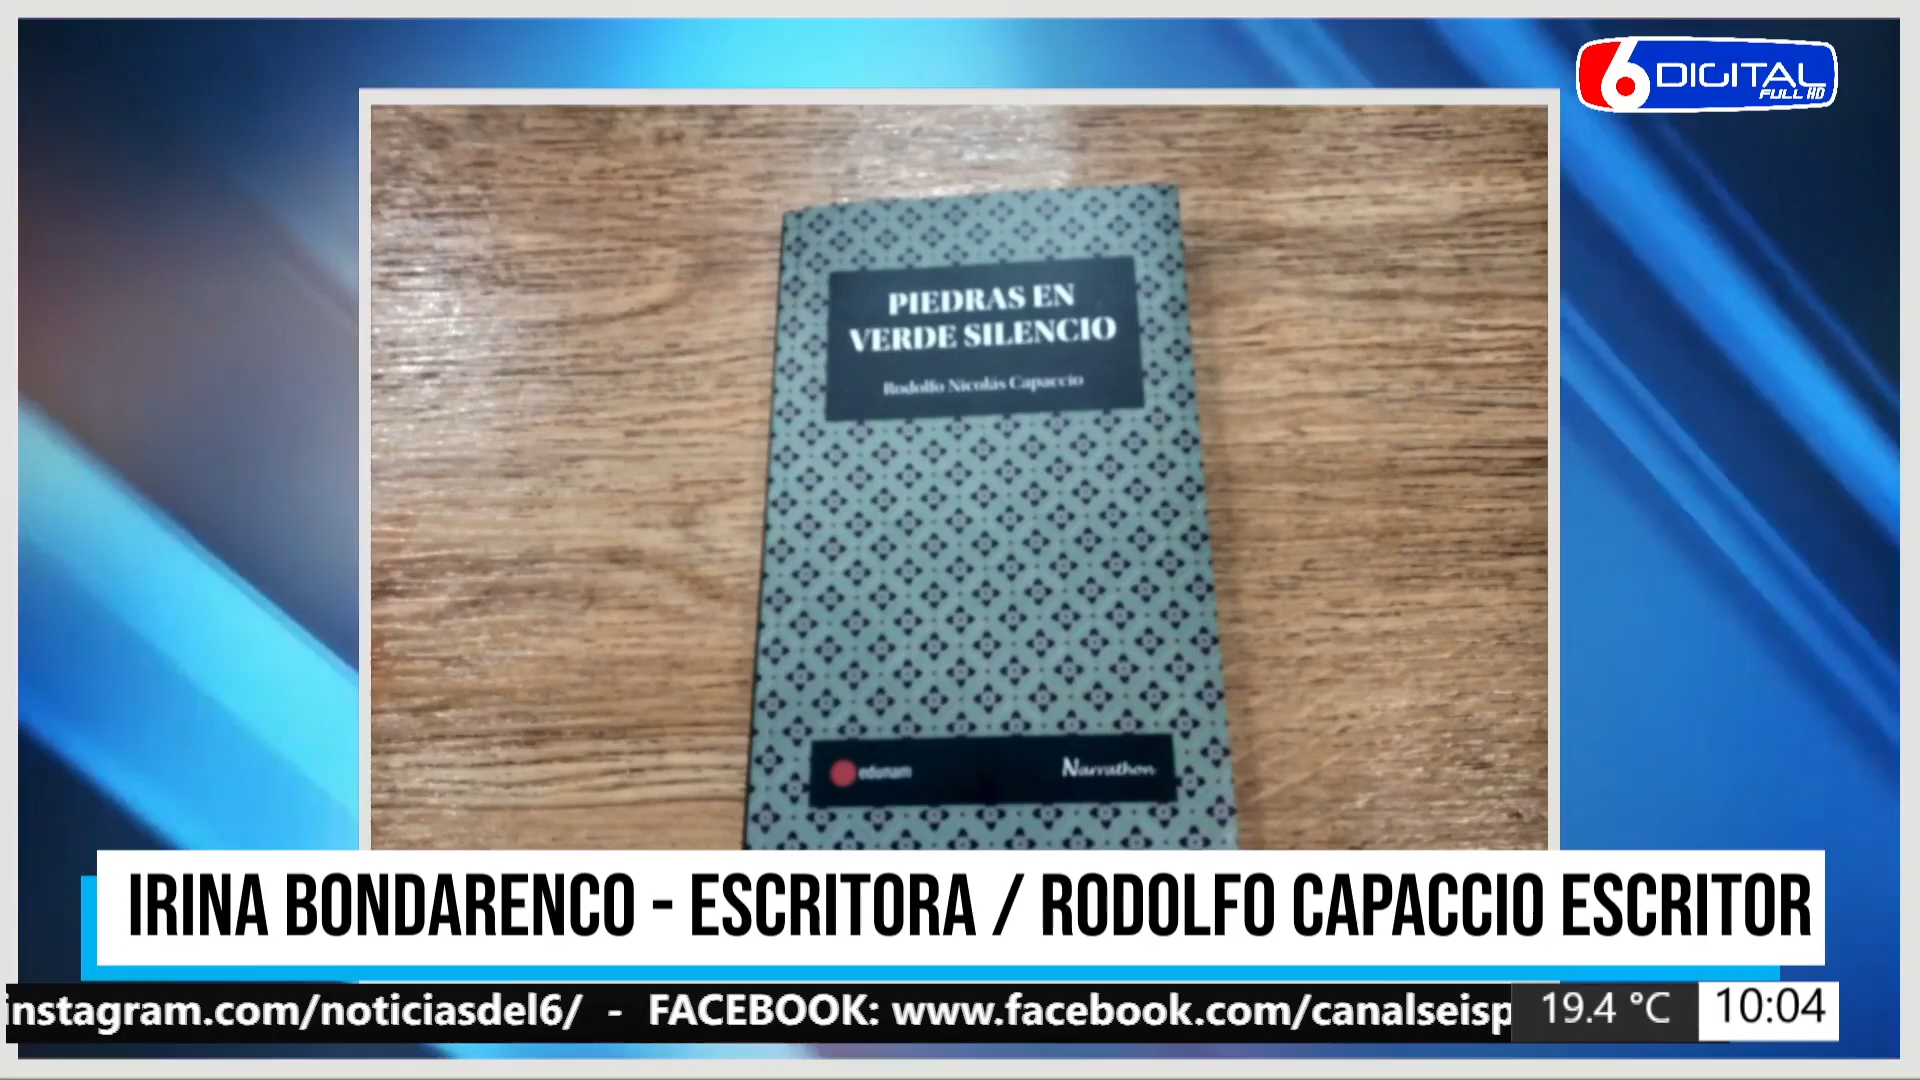 6 DIGITAL
FULL HD
PIEDRAS EN
VERDE SILENCIO
Rodolfo Nicolás Capaccio
edunam
Narrathon
IRINA BONDARENCO - ESCRITORA / RODOLFO CAPACCIO ESCRITOR
instagram.com/noticiasdel6/ - FACEBOOK: www.facebook.com/canalseisp
19.4 °C
10:04